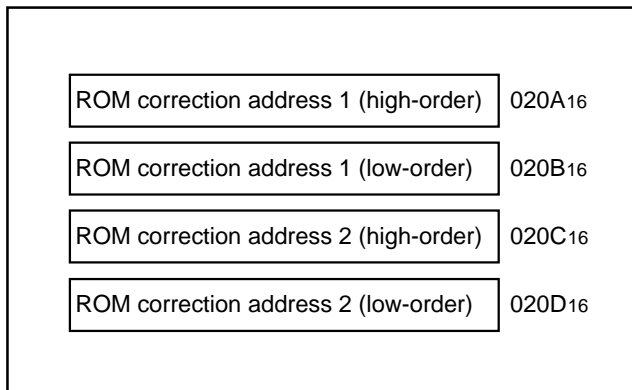 ROM correction address 1 (high-order) 020A16
ROM correction address 1 (low-order) 020B16
ROM correction address 2 (high-order) 020C16
ROM correction address 2 (low-order) 020D16